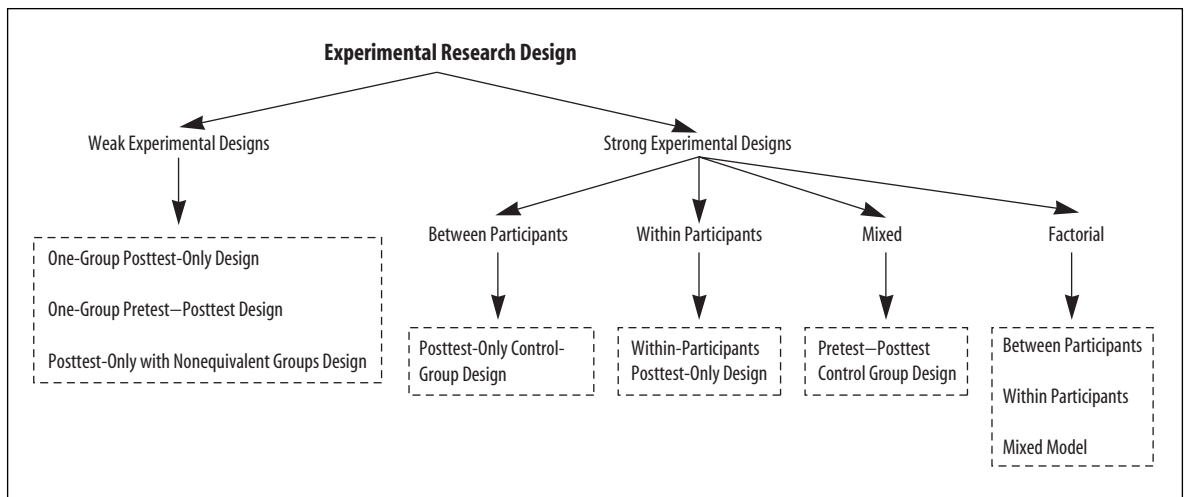 Experimental Research Design
Weak Experimental Designs
Strong Experimental Designs
Between Participants
Within Participants
Mixed
Factorial
One-Group Posttest-Only Design
One-Group Pretest–Posttest Design
Posttest-Only with Nonequivalent Groups Design
Posttest-Only Control-
Group Design
Within-Participants
Posttest-Only Design
Pretest–Posttest
Control Group Design
Between Participants
Within Participants
Mixed Model